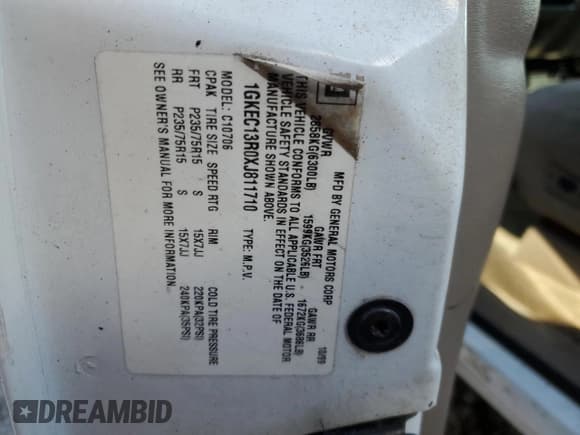 MFD BY GENERAL MOTORS CORP 10/99
GVWR GAWR FRT GAWR RR
2858KG(6300LB) 1599KG(3526LB) 1672KG(3686LB)
THIS VEHICLE CONFORMS TO ALL APPLICABLE U.S. FEDERAL MOTOR
VEHICLE SAFETY STANDARDS IN EFFECT ON THE DATE OF
MANUFACTURE SHOWN ABOVE.
1GKEC13R0XJ811710 TYPE: M.P.V.
MODEL: C10706
CPAK TIRE SIZE SPEED RTG RIM COLD TIRE PRESSURE
FRT P235/75R15 S 15X7JJ 220KPA(32PSI)
RR P235/75R15 S 15X7JJ 240KPA(35PSI)
SEE OWNER'S MANUAL FOR MORE INFORMATION.
DREAMBID